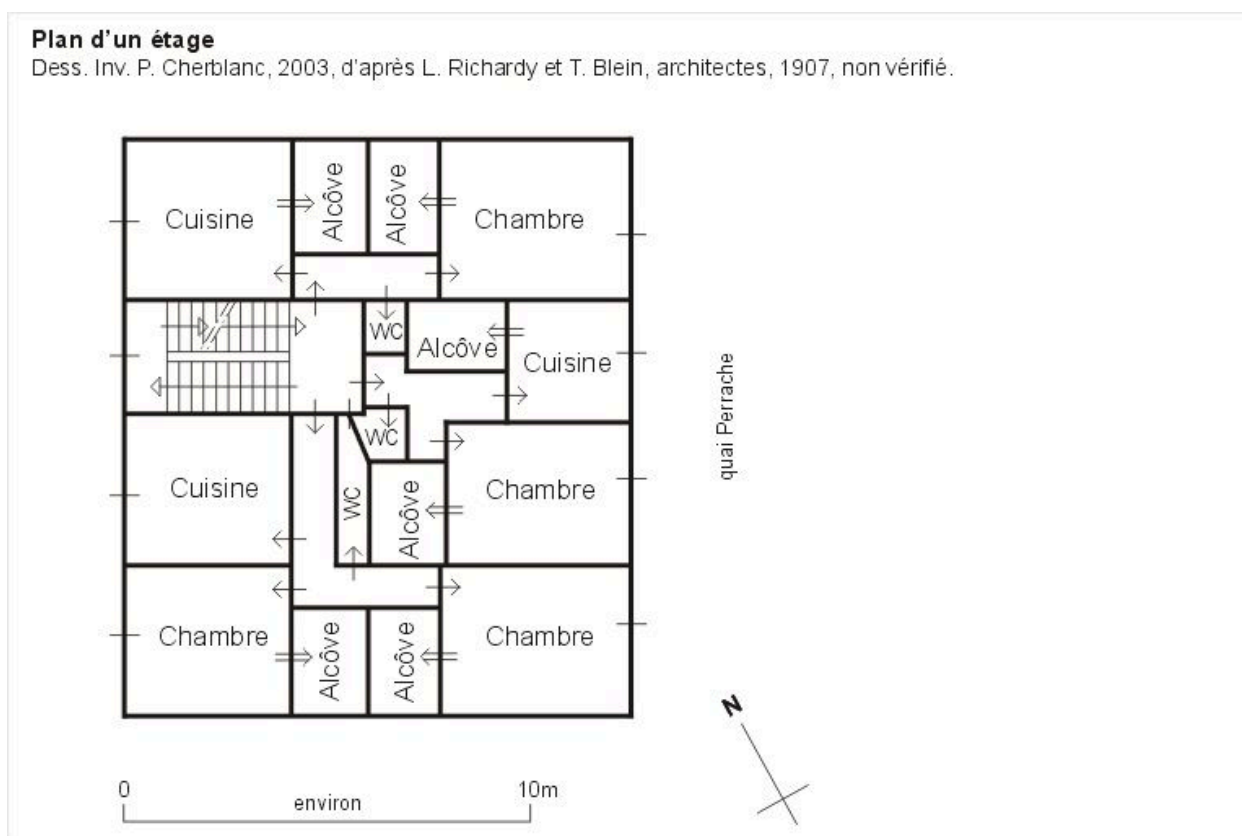 Plan d'un étage
Dess. Inv. P. Cherblanc, 2003, d'après L. Richardy et T. Blein, architectes, 1907, non vérifié.
Cuisine
Alcôve
Alcôve
Chambre
WC
Alcôve
Cuisine
quai Perrache
WC
Cuisine
WC
Alcôve
Chambre
Chambre
Alcôve
Alcôve
Chambre
N
0
environ
10m